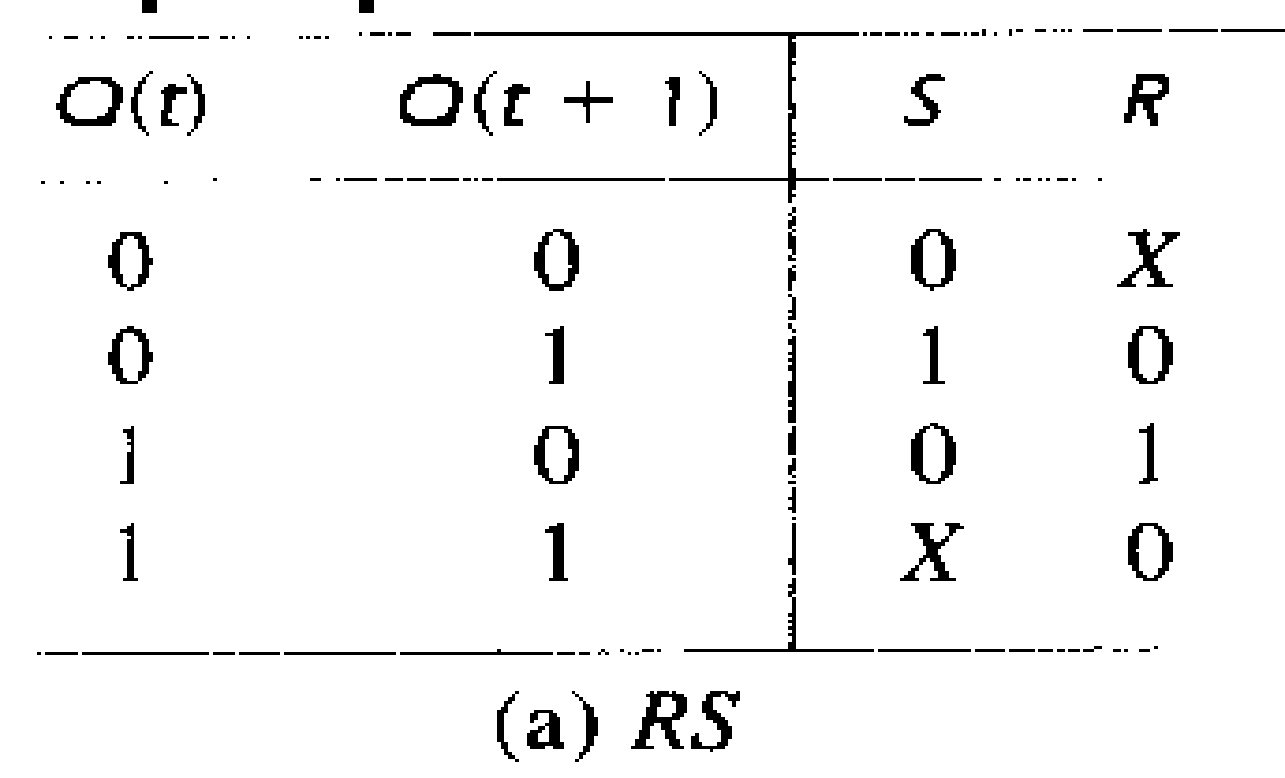 Q(t) Q(t + 1) S R
0 0 0 X
0 1 1 0
1 0 0 1
1 1 X 0
(a) RS